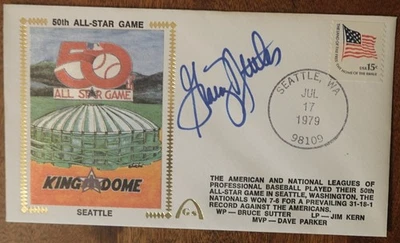 50th ALL-STAR GAME
50
ALL STAR GAME
KINGDOME
SEATTLE
USA 15c
SEATTLE, WA
JUL
17
1979
98109
THE AMERICAN AND NATIONAL LEAGUES OF
PROFESSIONAL BASEBALL PLAYED THEIR 50th
ALL-STAR GAME IN SEATTLE, WASHINGTON, THE
NATIONALS WON 7-6 FOR A PREVAILING 31-18-1
RECORD AGAINST THE AMERICANS.
WP — BRUCE SUTTER LP — JIM KERN
MVP — DAVE PARKER